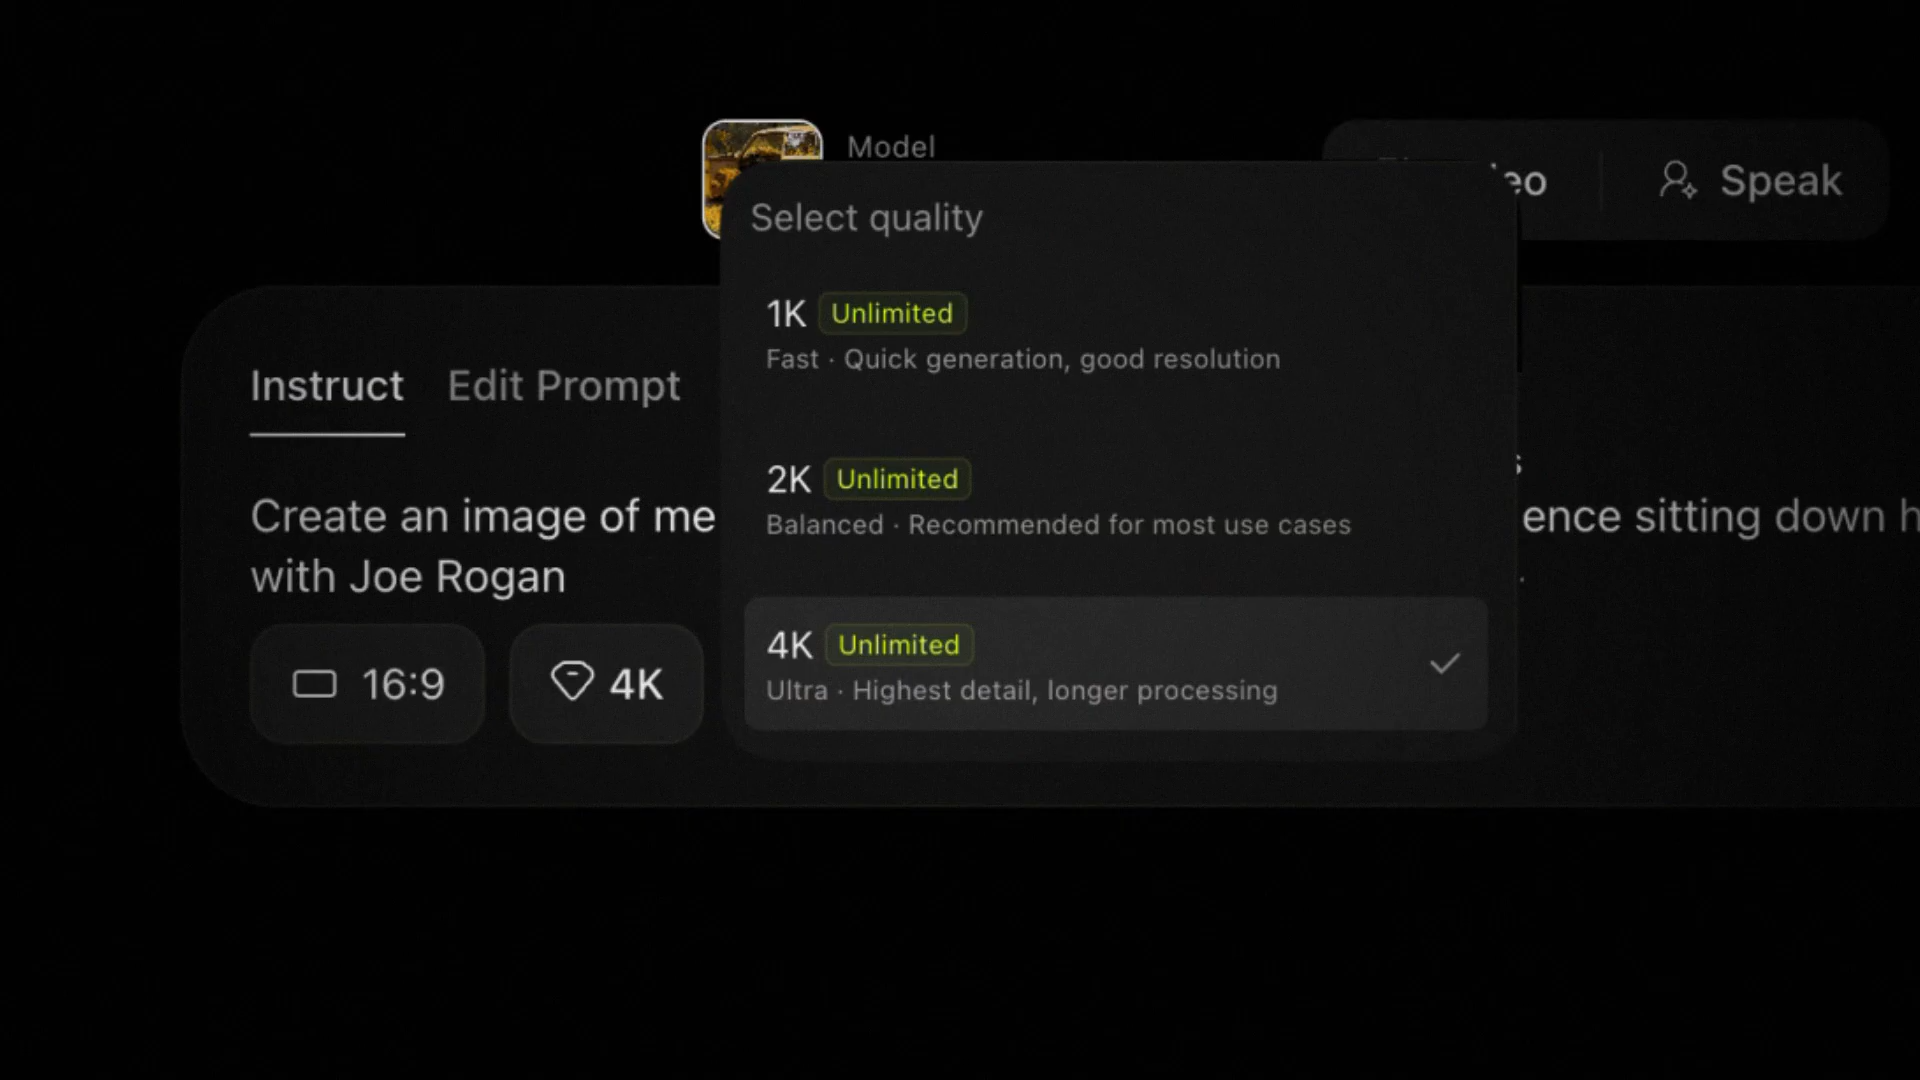 Model
Speak
Select quality
1K Unlimited
Fast · Quick generation, good resolution
Instruct Edit Prompt
2K Unlimited
Balanced · Recommended for most use cases
Create an image of me
sitting down
with Joe Rogan
16:9
4K
4K Unlimited
Ultra · Highest detail, longer processing